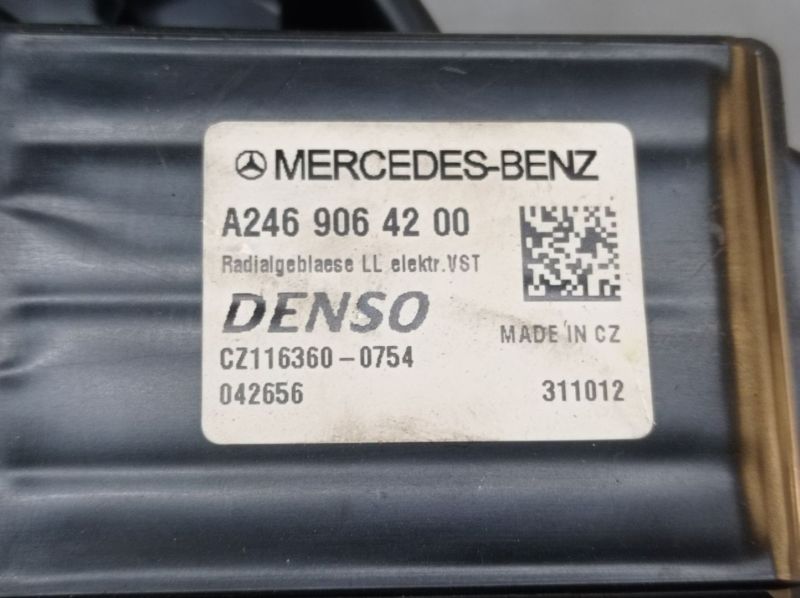 MERCEDES-BENZ
A246 906 42 00
Radialgeblaese LL elektr.VST
DENSO
MADE IN CZ
CZ116360-0754
042656 311012